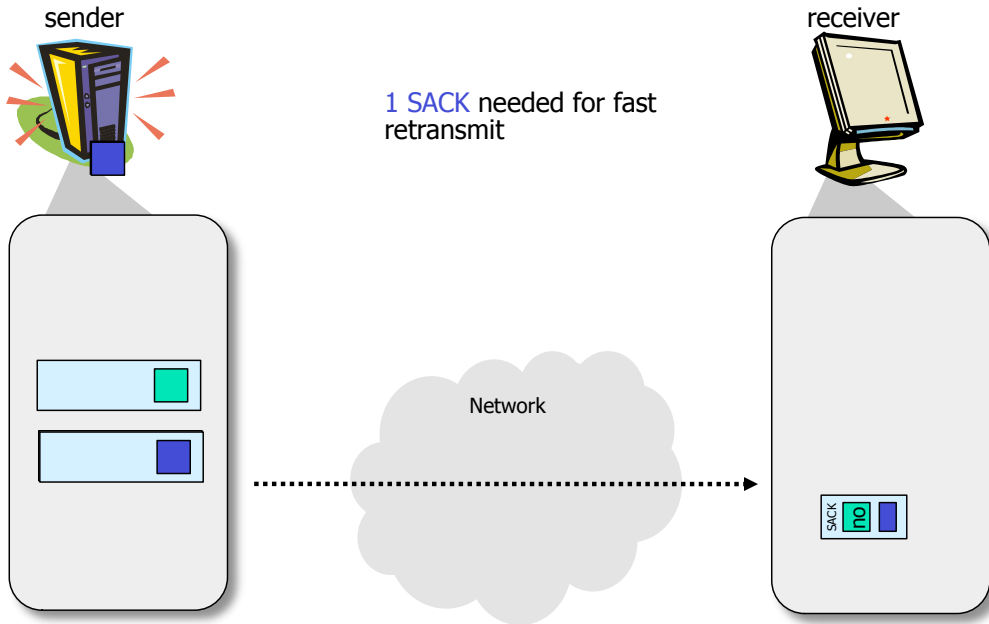 sender
receiver
1 SACK needed for fast
retransmit
Network
SACK
no